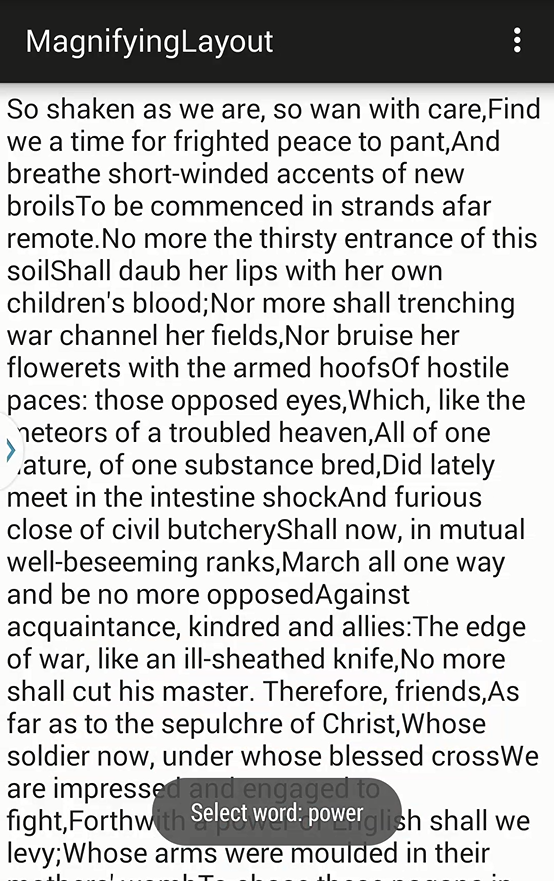 MagnifyingLayout
So shaken as we are, so wan with care,Find
we a time for frighted peace to pant,And
breathe short-winded accents of new
broilsTo be commenced in strands afar
remote.No more the thirsty entrance of this
soilShall daub her lips with her own
children's blood;Nor more shall trenching
war channel her fields,Nor bruise her
flowerets with the armed hoofsOf hostile
paces: those opposed eyes,Which, like the
meteors of a troubled heaven,All of one
nature, of one substance bred,Did lately
meet in the intestine shockAnd furious
close of civil butcheryShall now, in mutual
well-beseeming ranks,March all one way
and be no more opposedAgainst
acquaintance, kindred and allies:The edge
of war, like an ill-sheathed knife,No more
shall cut his master. Therefore, friends,As
far as to the sepulchre of Christ,Whose
soldier now, under whose blessed crossWe
are impressed and engaged to
fight,Forthwith a power of English shall we
Select word: power
levy;Whose arms were moulded in their
mothers' wombTo chase these pagans in